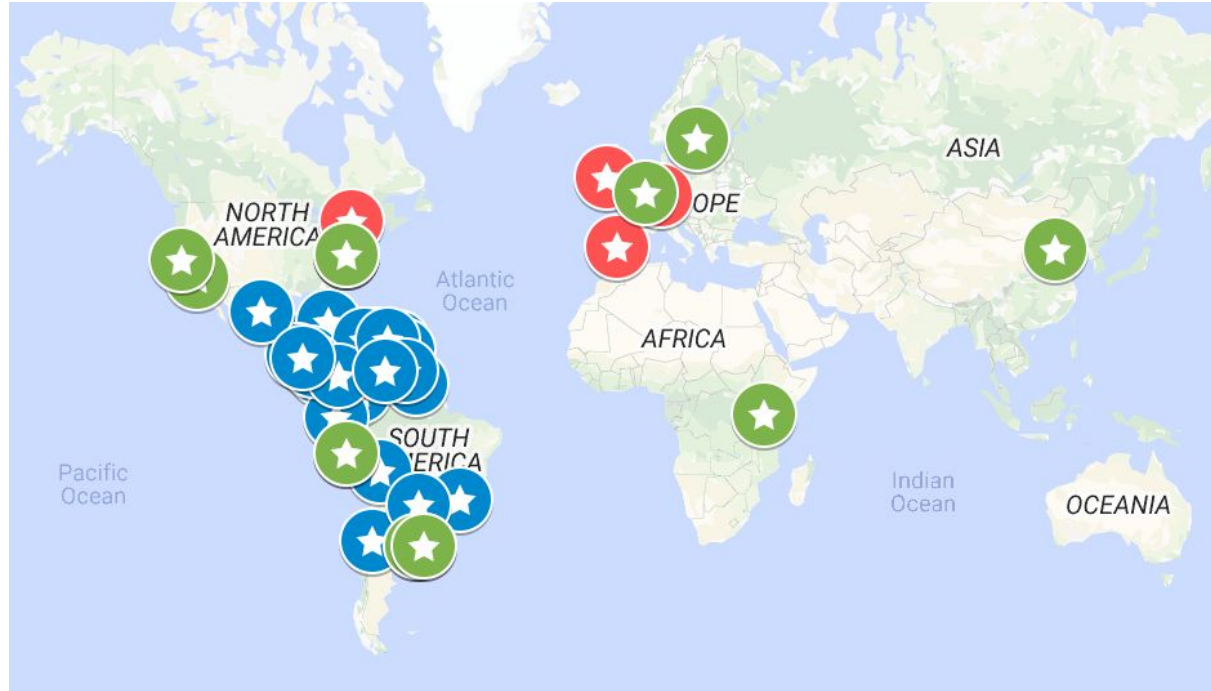 ASIA
NORTH
AMERICA
OPE
Atlantic
Ocean
AFRICA
SOUTH
ERICA
Pacific
Ocean
Indian
Ocean
OCEANIA